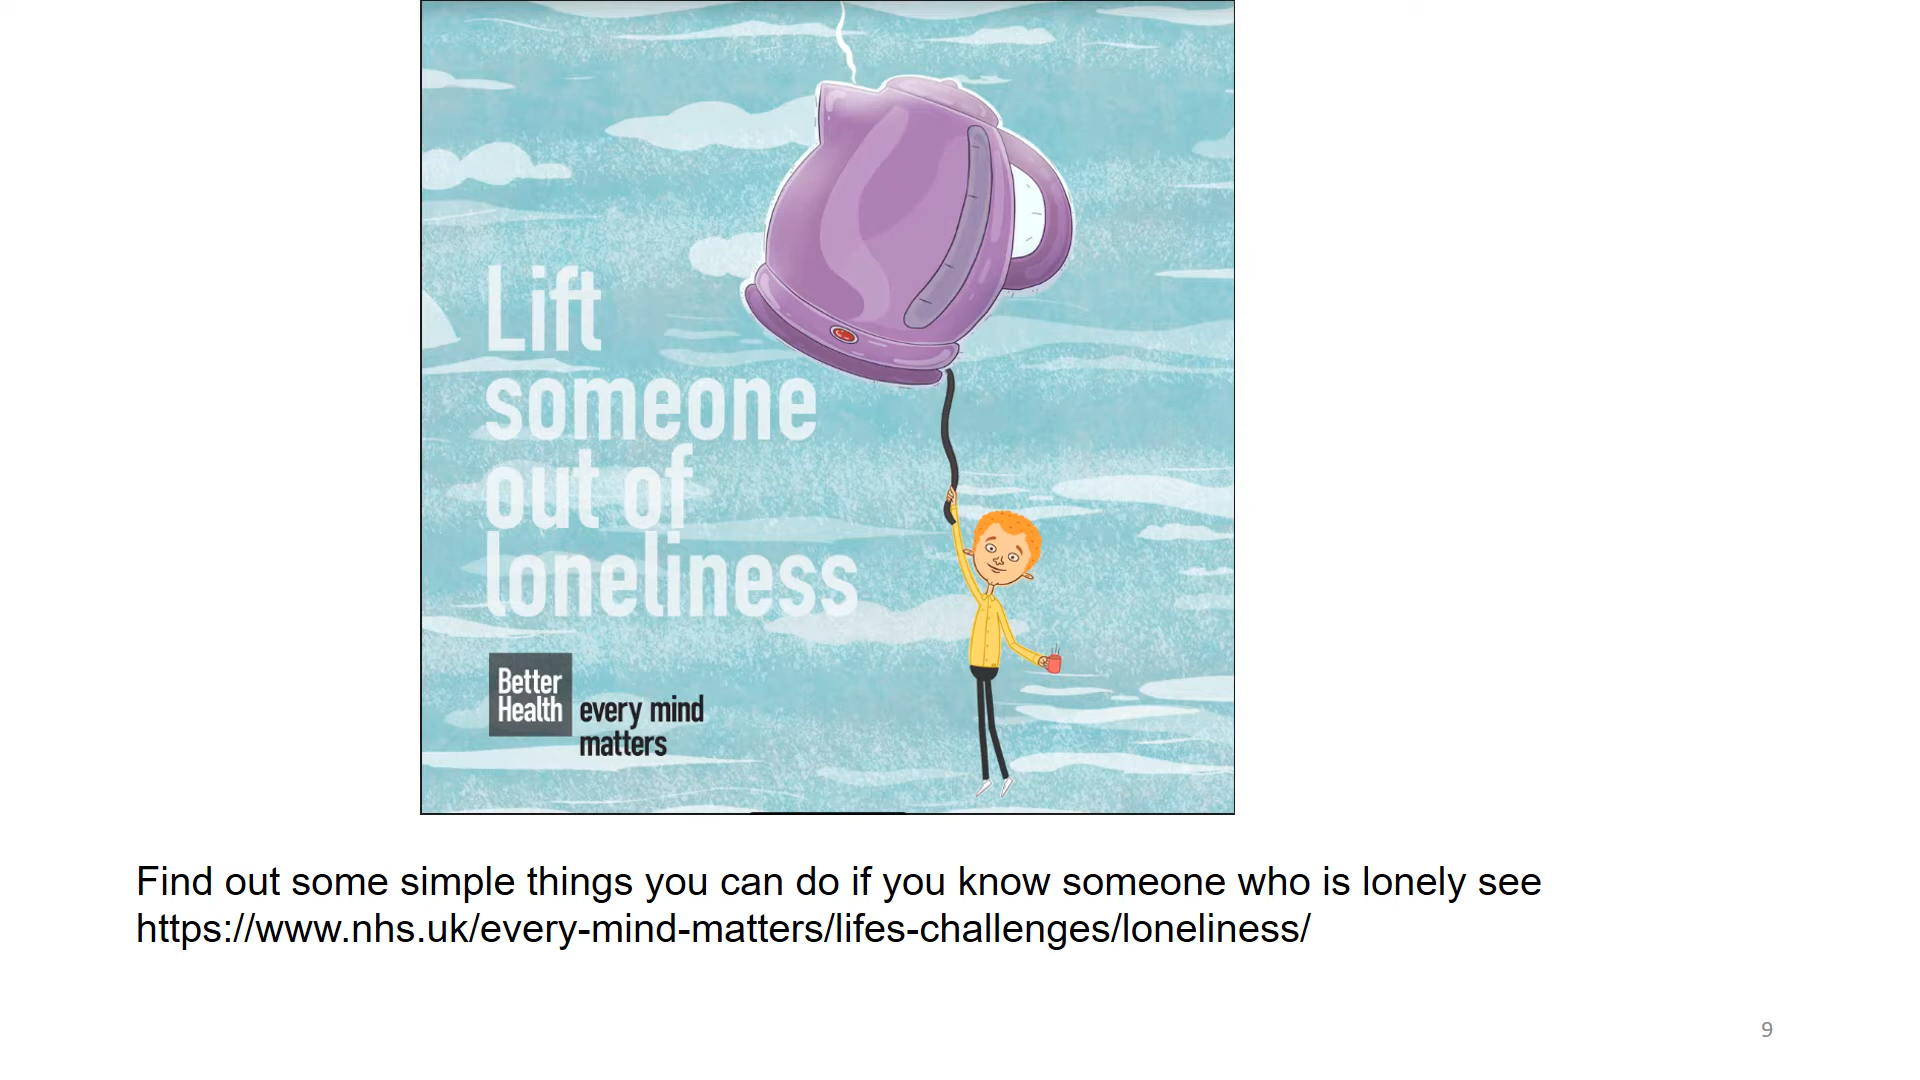 Lift
someone
out of
loneliness
Better
Health
every mind
matters
Find out some simple things you can do if you know someone who is lonely see
https://www.nhs.uk/every-mind-matters/lifes-challenges/loneliness/
9